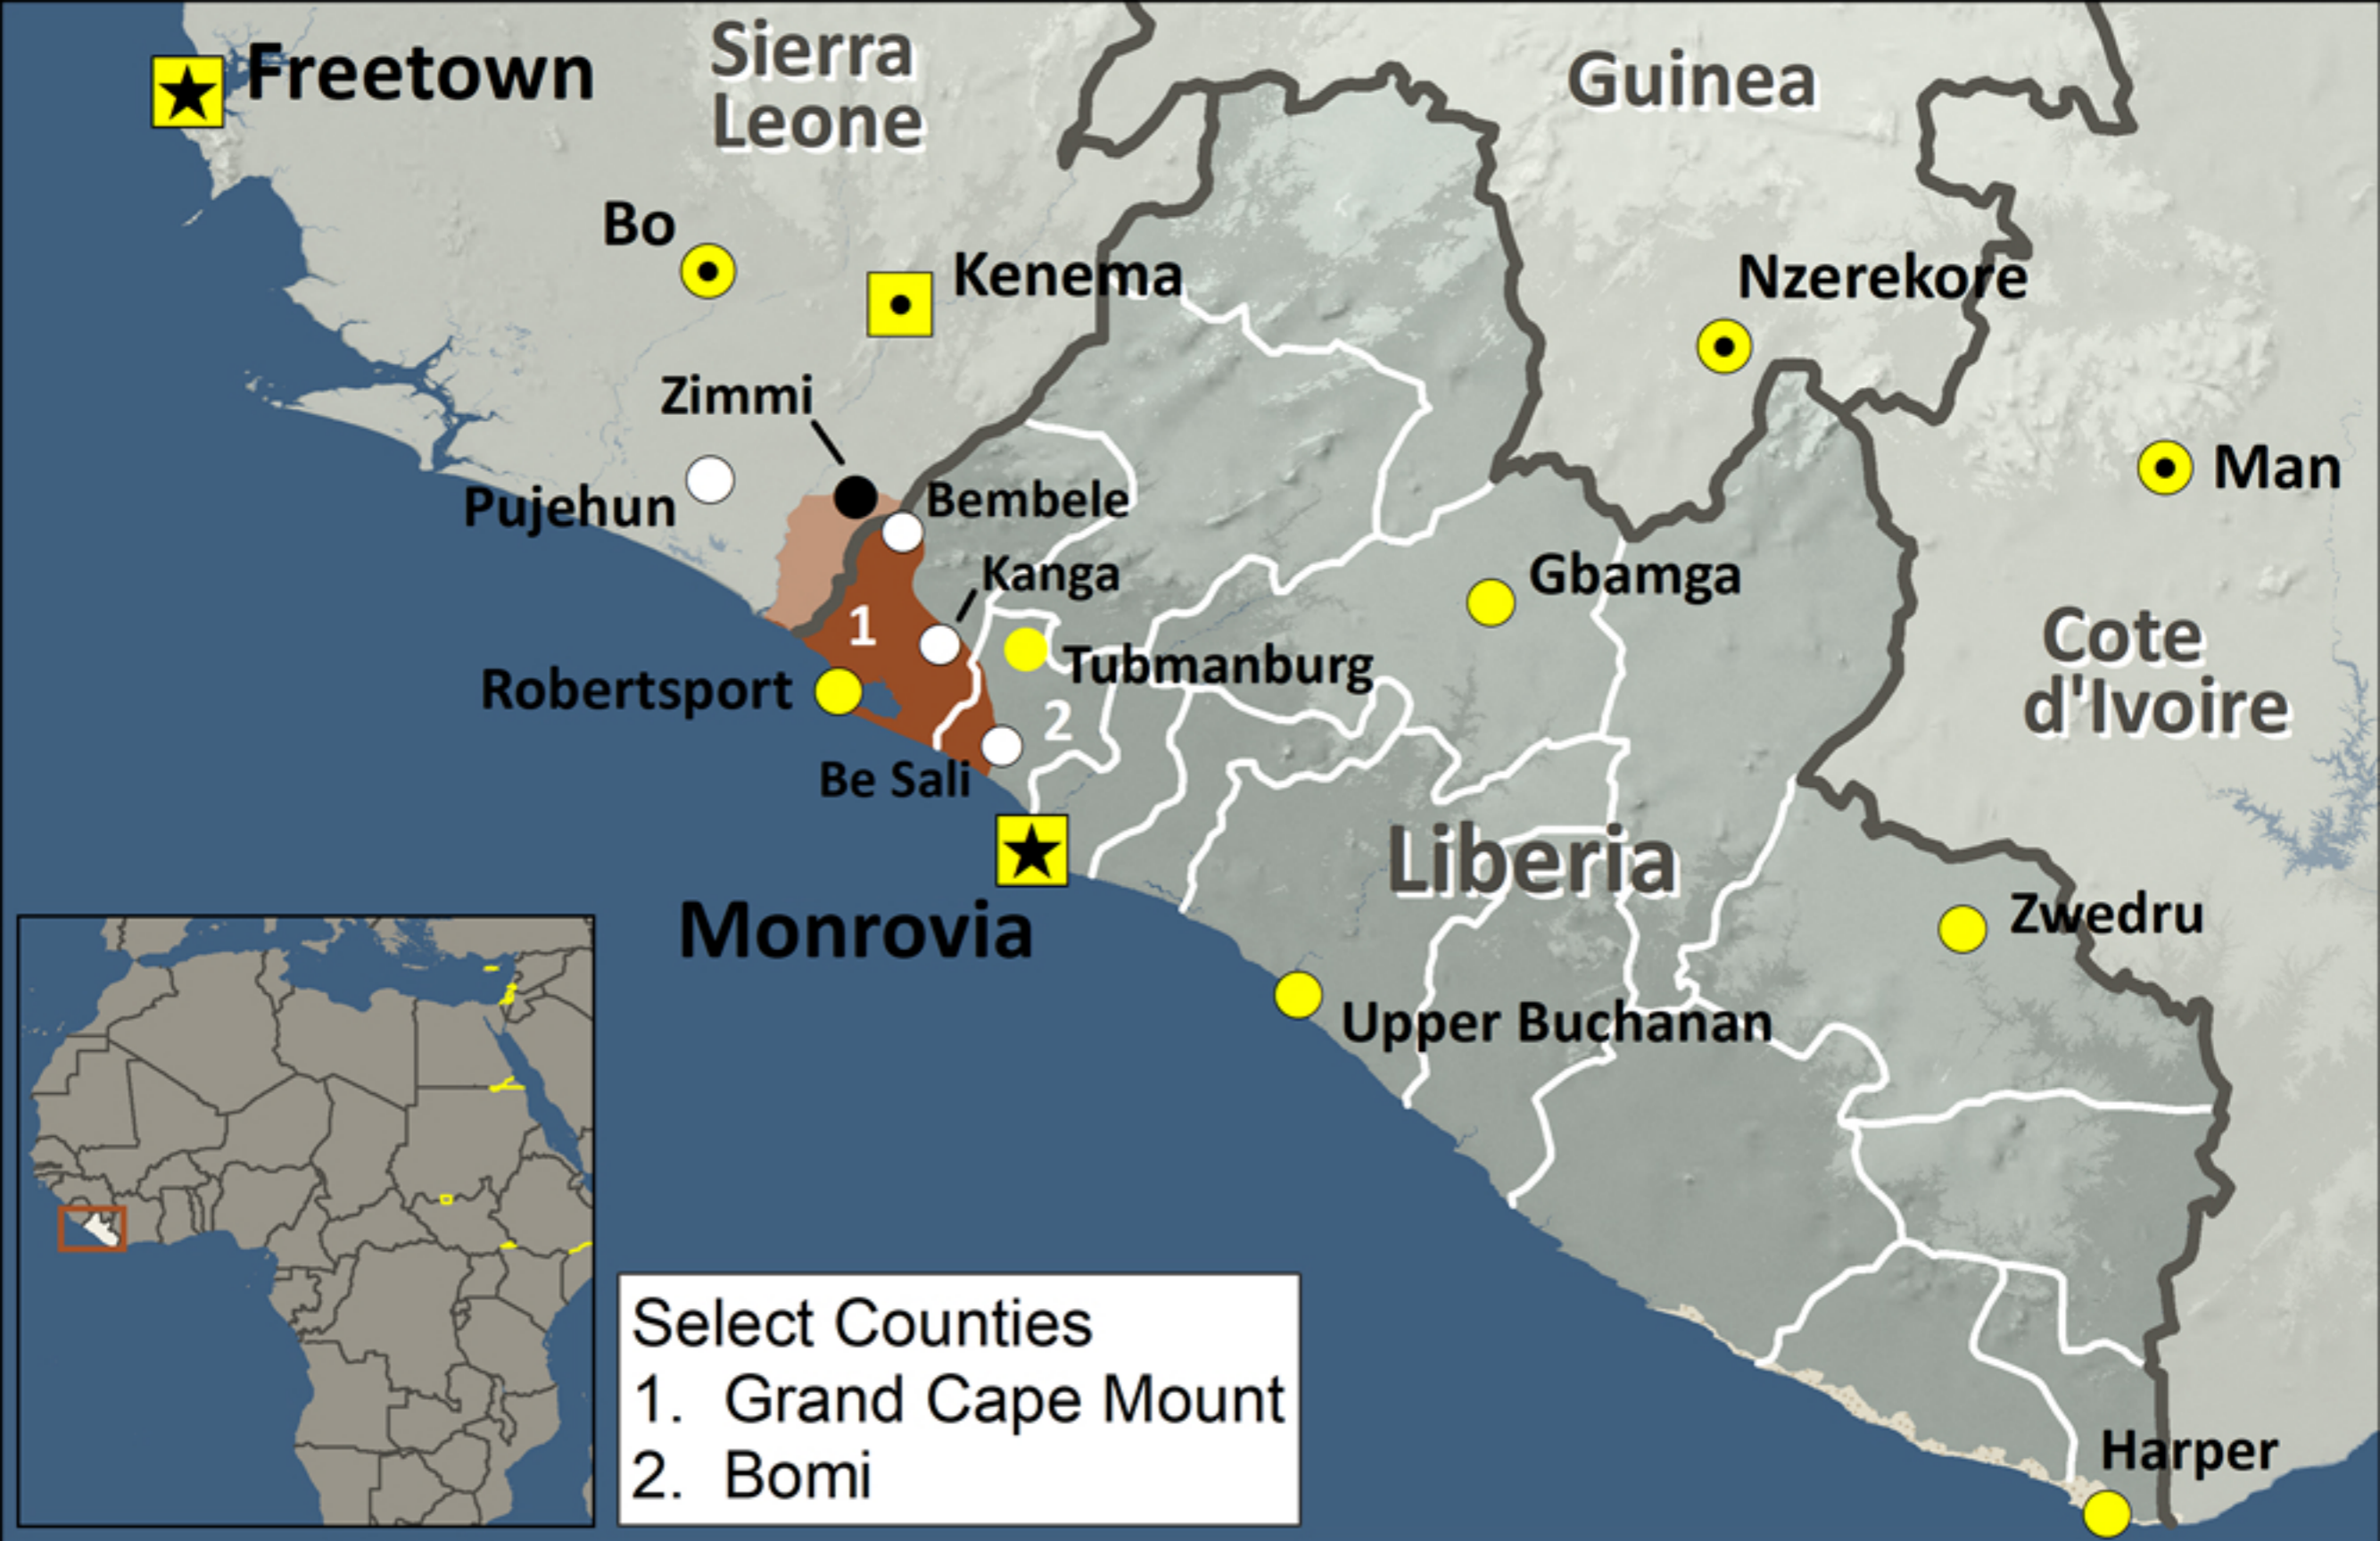 Freetown
Sierra
Leone
Guinea
Bo
Kenema
Nzerekore
Zimmi
Man
Pujehun
Bembele
Kanga
Gbamga
1
Cote
d'Ivoire
Robertsport
Tubmanburg
2
Be Sali
Liberia
Monrovia
Zwedru
Upper Buchanan
Select Counties
1. Grand Cape Mount
2. Bomi
Harper